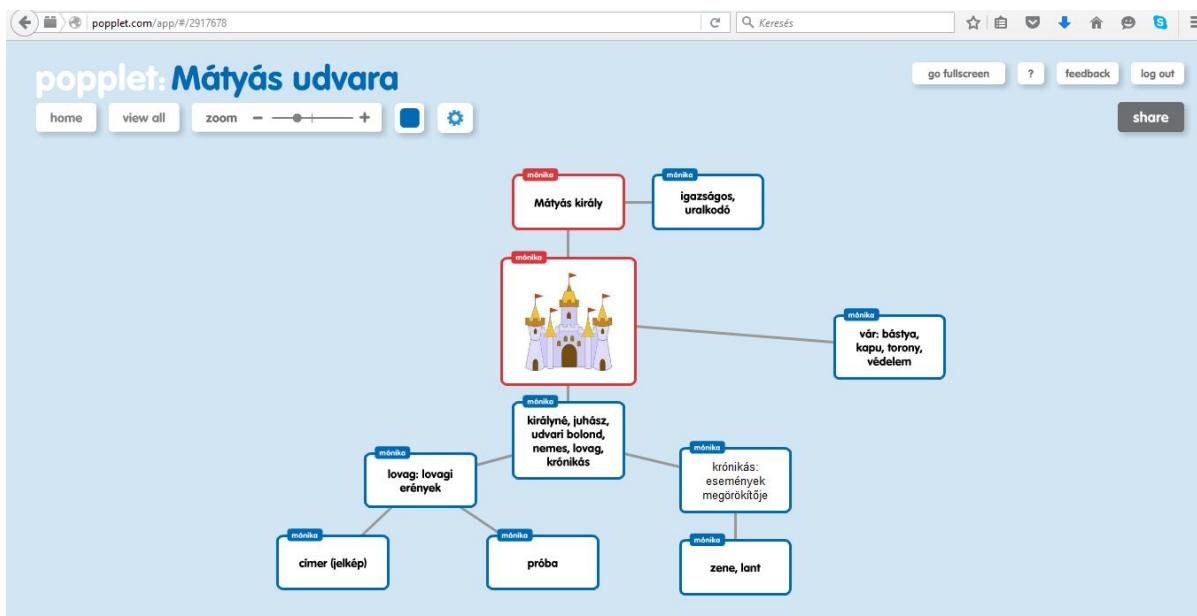 popplet.com/app/#/2917678
Keresés
popplet: Mátyás udvara
go fullscreen
?
feedback
log out
home
view all
zoom - +
share
mónika
Mátyás király
mónika
igazságos,
uralkodó
mónika
mónika
vár: bástya,
kapu, torony,
védelem
mónika
királyné, juhász,
udvari bolond,
nemes, lovag,
krónikás
mónika
lovag: lovagi
erények
mónika
krónikás:
események
megörökítője
mónika
címer (jelkép)
mónika
próba
mónika
zene, lant